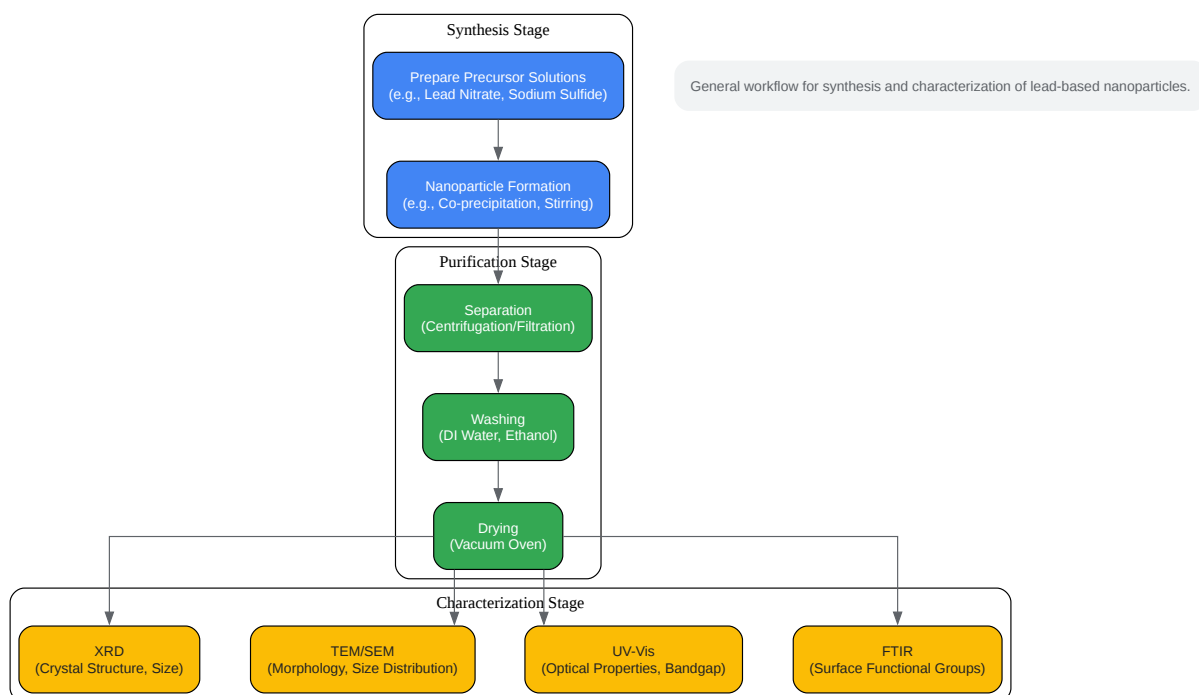 Synthesis Stage
Prepare Precursor Solutions
(e.g., Lead Nitrate, Sodium Sulfide)
General workflow for synthesis and characterization of lead-based nanoparticles.
Nanoparticle Formation
(e.g., Co-precipitation, Stirring)
Purification Stage
Separation
(Centrifugation/Filtration)
Washing
(DI Water, Ethanol)
Drying
(Vacuum Oven)
Characterization Stage
XRD
(Crystal Structure, Size)
TEM/SEM
(Morphology, Size Distribution)
UV-Vis
(Optical Properties, Bandgap)
FTIR
(Surface Functional Groups)